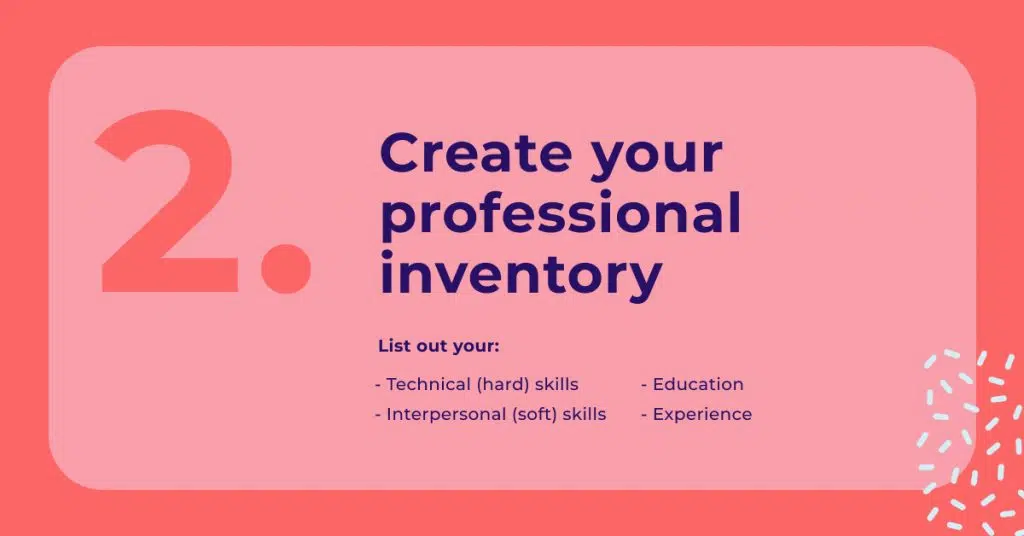 2.
Create your
professional
inventory
List out your:
- Technical (hard) skills
- Interpersonal (soft) skills
- Education
- Experience